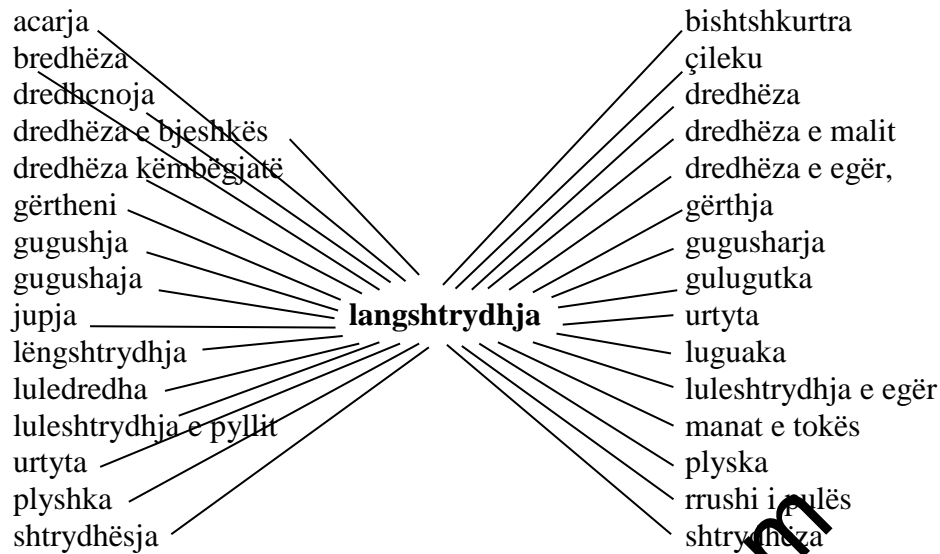 acarja
bredhëza
dredhcnoja
dredhëza e bjeshkës
dredhëza këmbëgjatë
gërtheni
gugushja
gugushaja
jupja
lëngshtrydhja
luledredha
luleshtrydhja e pyllit
urtyta
plyshka
shtrydhësja
langshtrydhja
bishtshkurtra
çileku
dredhëza
dredhëza e malit
dredhëza e egër,
gërthja
gugusharja
gulugutka
urtyta
luguaka
luleshtrydhja e egër
manat e tokës
plyska
rrushi i pulës
shtrydhëza
m